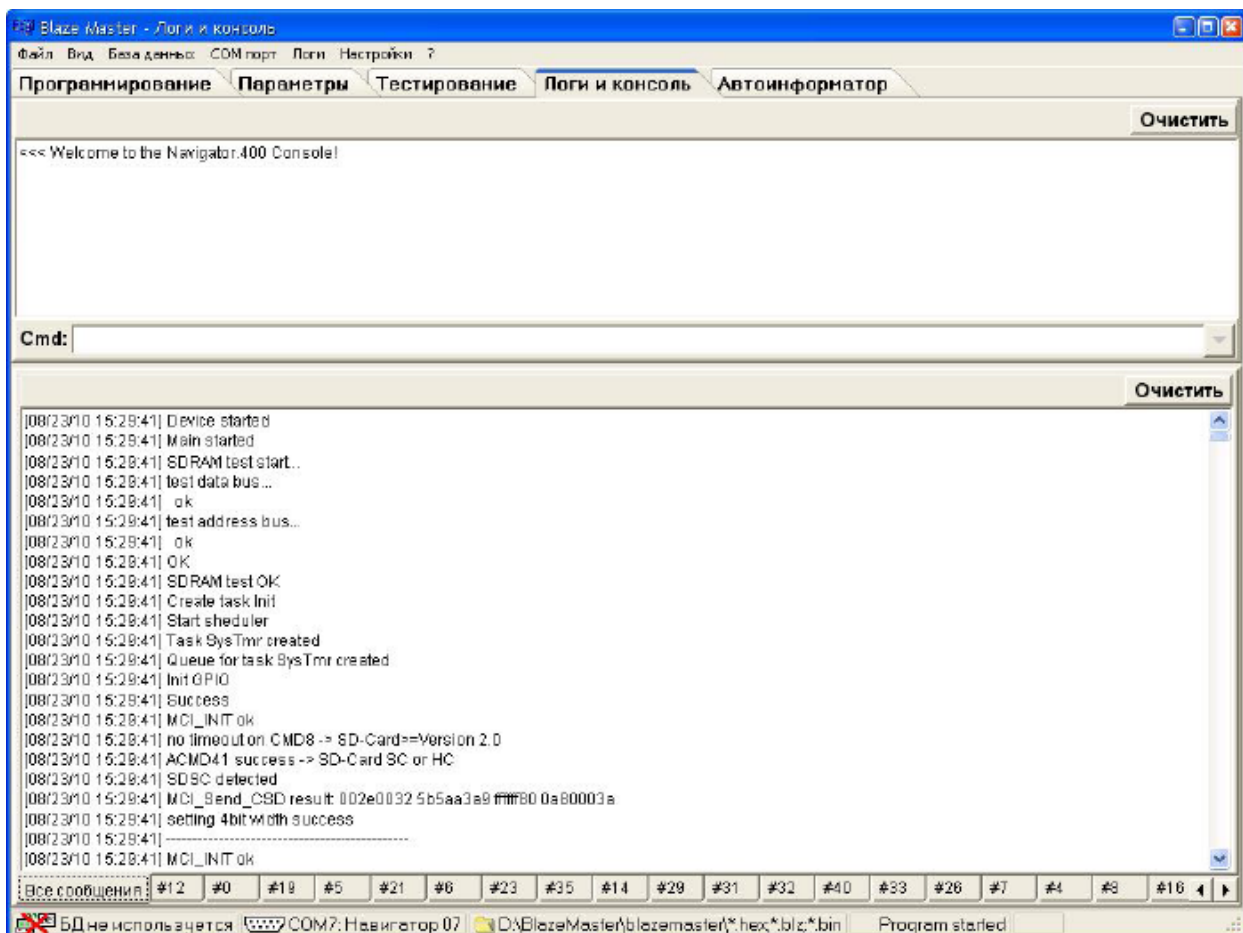 Blaze Master - Логи и консоль
Файл Вид База данных COM порт Логи Настройки ?
Программирование Параметры Тестирование Логи и консоль Автоинформатор
Очистить
<<< Welcome to the Navigator.400 Console!
Cmd:
Очистить
[08/23/10 15:29:41] Device started
[08/23/10 15:29:41] Main started
[08/23/10 15:29:41] SDRAM test start...
[08/23/10 15:29:41] test data bus...
[08/23/10 15:29:41] ok
[08/23/10 15:29:41] test address bus...
[08/23/10 15:29:41] ok
[08/23/10 15:29:41] OK
[08/23/10 15:29:41] SDRAM test OK
[08/23/10 15:29:41] Create task Init
[08/23/10 15:29:41] Start sheduler
[08/23/10 15:29:41] Task SysTmr created
[08/23/10 15:29:41] Queue for task SysTmr created
[08/23/10 15:29:41] Init GPIO
[08/23/10 15:29:41] Success
[08/23/10 15:29:41] MCI_INIT ok
[08/23/10 15:29:41] no timeout on CMD8 -> SD-Card>=Version 2.0
[08/23/10 15:29:41] ACMD41 success -> SD-Card SC or HC
[08/23/10 15:29:41] SDSC detected
[08/23/10 15:29:41] MCI_Send_CSD result: 002e0032 5b5aa3a9 ffffff80 0a80003a
[08/23/10 15:29:41] setting 4bit width success
[08/23/10 15:29:41] --------------------------------------------------
[08/23/10 15:29:41] MCI_INIT ok
Все сообщения #12 #0 #19 #5 #21 #6 #23 #35 #14 #29 #31 #32 #40 #33 #26 #7 #4 #8 #16
БД не используется COM7: Навигатор 07 D:\BlazeMaster\blazemaster\*.hex;*.blz;*.bin Program started